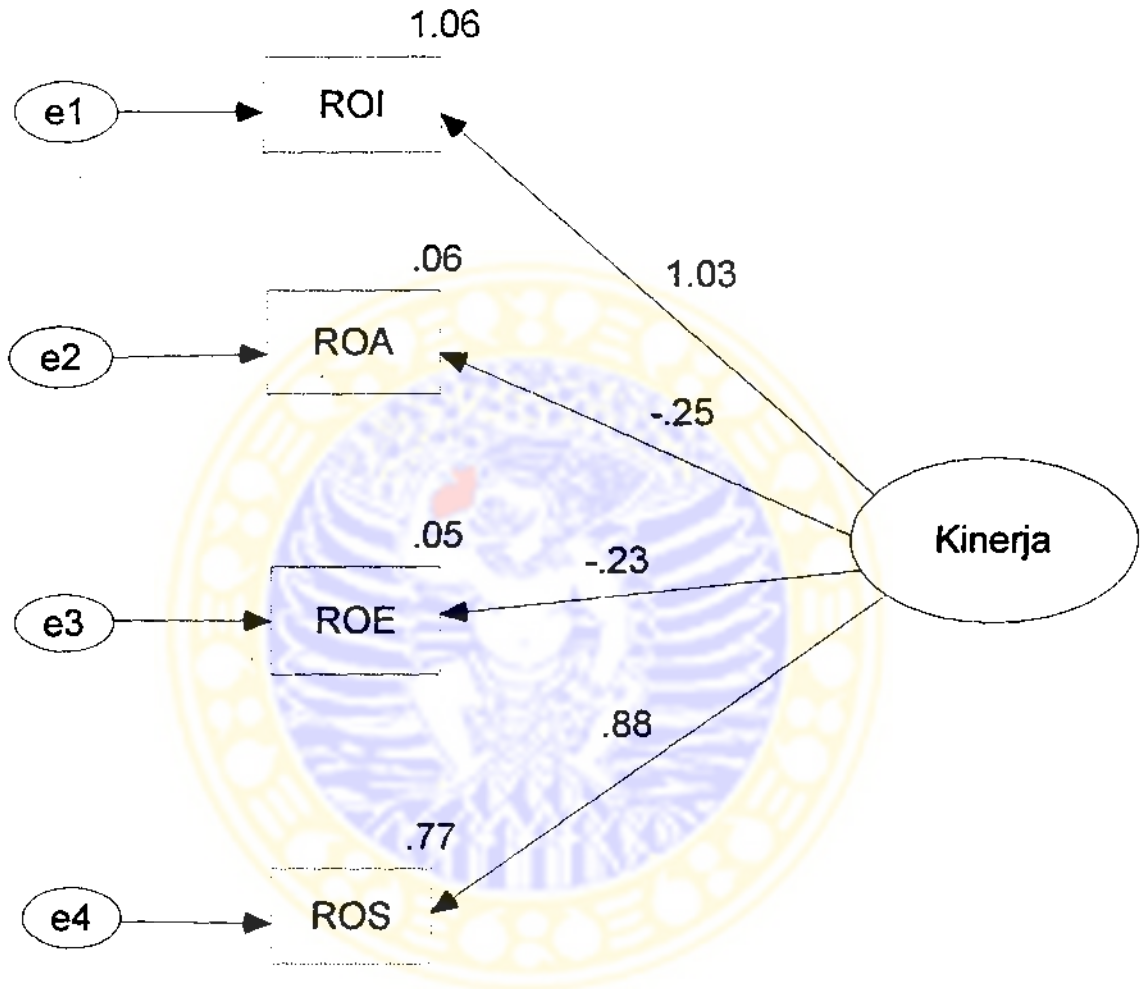 1.06
e1
ROI
.06
1.03
e2
ROA
-.25
.05
-.23
Kinerja
e3
ROE
.88
.77
e4
ROS